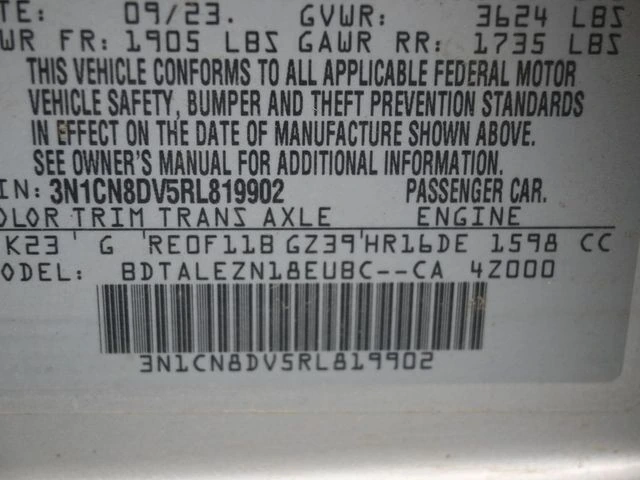 TE: 09/23. GVWR: 3624 LBS
WR FR: 1905 LBS GAWR RR: 1735 LBS
THIS VEHICLE CONFORMS TO ALL APPLICABLE FEDERAL MOTOR
VEHICLE SAFETY, BUMPER AND THEFT PREVENTION STANDARDS
IN EFFECT ON THE DATE OF MANUFACTURE SHOWN ABOVE.
SEE OWNER'S MANUAL FOR ADDITIONAL INFORMATION.
IN: 3N1CN8DV5RL819902 PASSENGER CAR.
OLOR TRIM TRANS AXLE ENGINE
K23 G RE0F11B GZ39 HR16DE 1598 CC
ODEL: BDTALEZN18EUBC--CA 4Z000
3N1CN8DV5RL819902